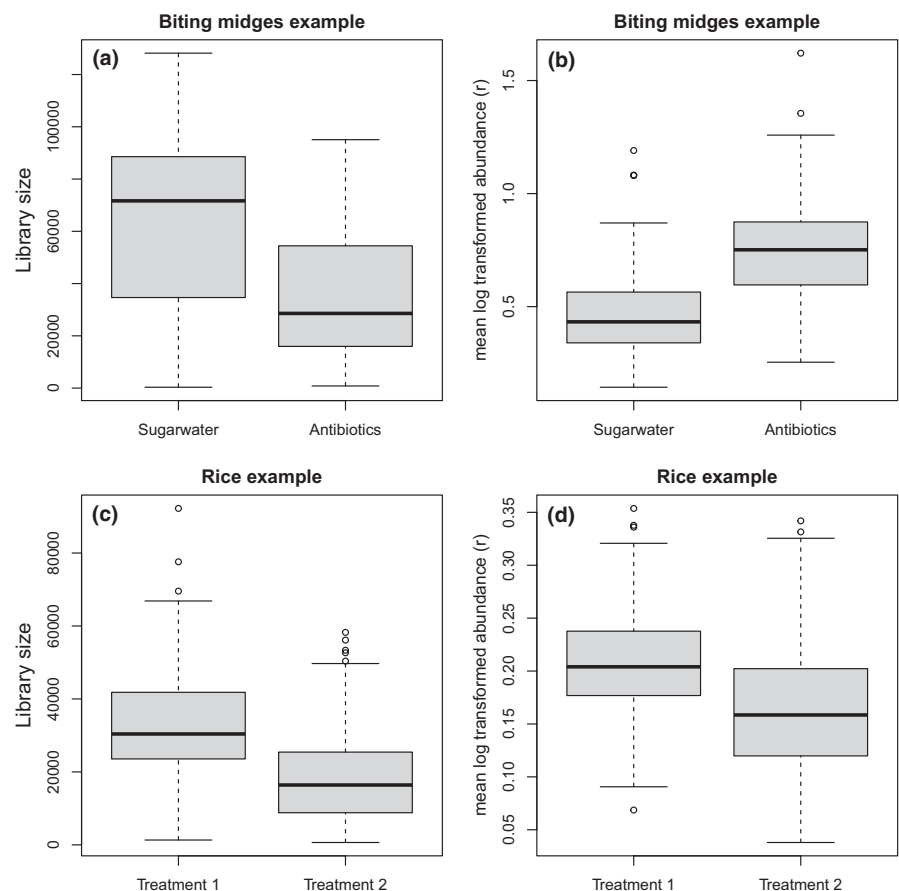 Biting midges example
(a)
Library size
0
20000
60000
100000
Sugarwater
Antibiotics
Biting midges example
(b)
mean log transformed abundance (r)
0.5
1.0
1.5
Sugarwater
Antibiotics
Rice example
(c)
Library size
0
20000
40000
60000
80000
Treatment 1
Treatment 2
Rice example
(d)
mean log transformed abundance (r)
0.05
0.10
0.15
0.20
0.25
0.30
0.35
Treatment 1
Treatment 2